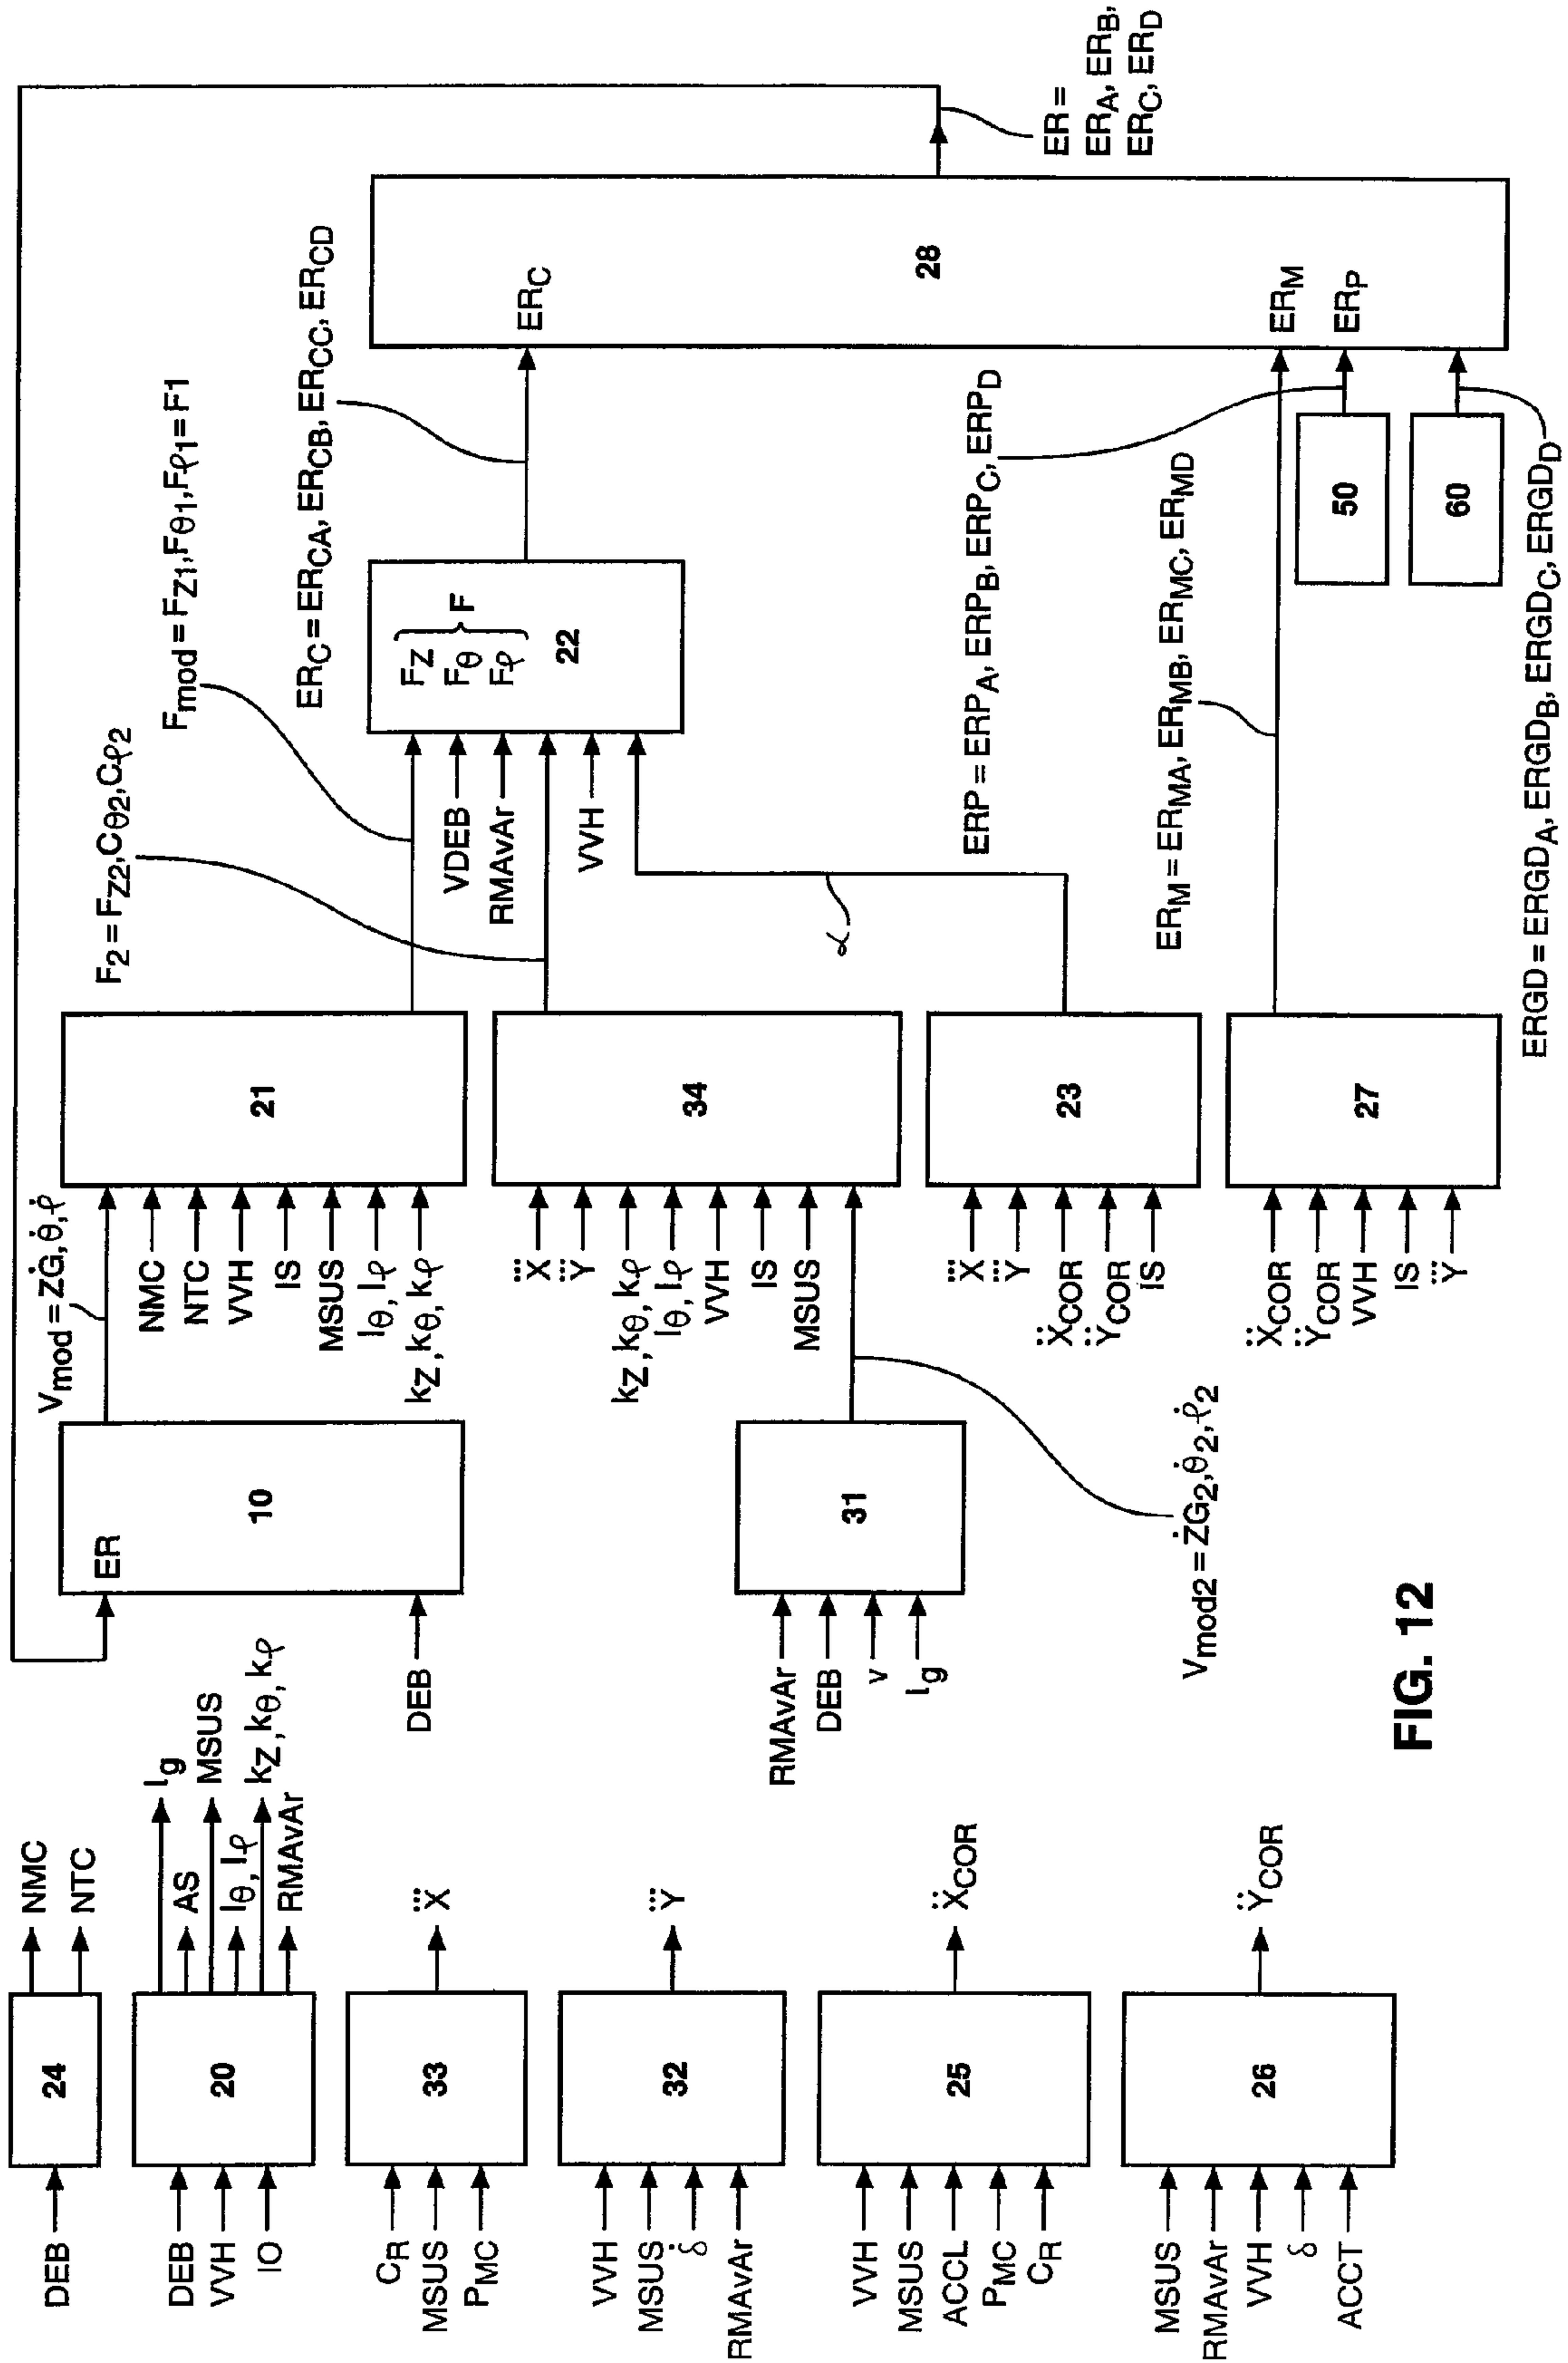 DEB
24
NMC
NTC
DEB
VVH
IO
20
lg
AS
MSUS
Iθ, Iφ
kZ, kθ, kφ
RMAvAr
CR
MSUS
PMC
33
X⃛
VVH
MSUS
δ̇
RMAvAr
32
Y⃛
VVH
MSUS
ACCL
PMC
CR
25
ẌCOR
MSUS
RMAvAr
VVH
δ
ACCT
26
ŸCOR
ER
10
DEB
Vmod = ŻG, θ̇, φ̇
RMAvAr
DEB
v
lg
31
Vmod2 = ŻG2, θ̇2, φ̇2
NMC
NTC
VVH
IS
MSUS
Iθ, Iφ
kZ, kθ, kφ
21
X⃛
Y⃛
kZ, kθ, kφ
Iθ, Iφ
VVH
IS
MSUS
34
X⃛
Y⃛
ẌCOR
ŸCOR
IS
23
ẌCOR
ŸCOR
VVH
IS
Ÿ
27
F2 = FZ2, Cθ2, Cφ2
Fmod = FZ1, Fθ1, Fφ1 = F1
VDEB
RMAvAr
VVH
α
FZ
Fθ
Fφ
F
22
ERC = ERCA, ERCB, ERCC, ERCD
ERP = ERPA, ERPB, ERPC, ERPD
ERM = ERMA, ERMB, ERMC, ERMD
ERGD = ERGDA, ERGDB, ERGDC, ERGDD
50
60
ERC
28
ERM
ERP
ER =
ERA, ERB,
ERC, ERD
FIG. 12